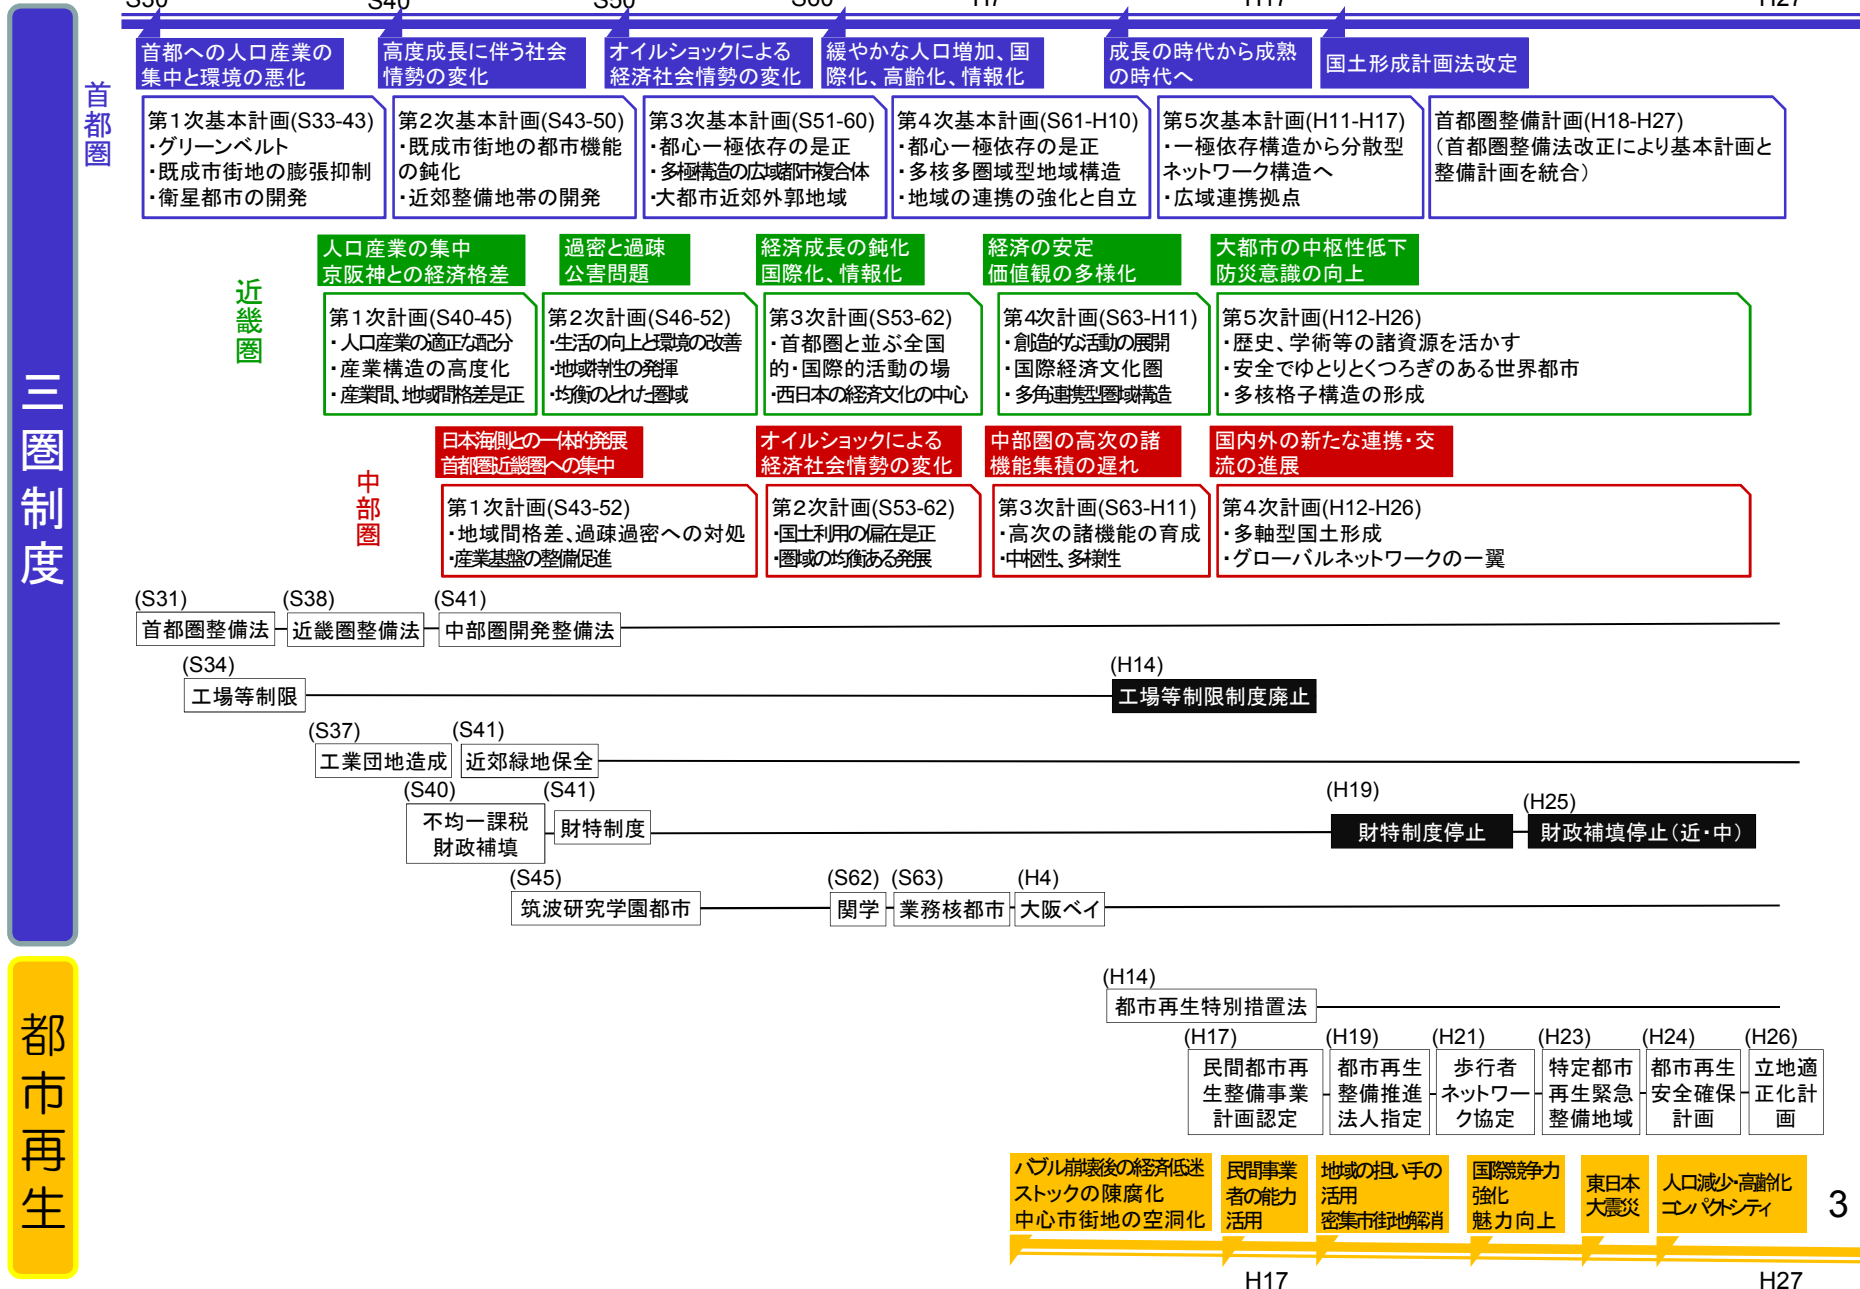 S30
S40
S50
S60
H7
H17
H27
三圏制度
首都圏
首都への人口産業の
集中と環境の悪化
高度成長に伴う社会
情勢の変化
オイルショックによる
経済社会情勢の変化
緩やかな人口増加、国
際化、高齢化、情報化
成長の時代から成熟
の時代へ
国土形成計画法改定
第1次基本計画(S33-43)
・グリーンベルト
・既成市街地の膨張抑制
・衛星都市の開発
第2次基本計画(S43-50)
・既成市街地の都市機能
の鈍化
・近郊整備地帯の開発
第3次基本計画(S51-60)
・都心一極依存の是正
・多極構造の広域都市複合体
・大都市近郊外郭地域
第4次基本計画(S61-H10)
・都心一極依存の是正
・多核多圏域型地域構造
・地域の連携の強化と自立
第5次基本計画(H11-H17)
・一極依存構造から分散型
ネットワーク構造へ
・広域連携拠点
首都圏整備計画(H18-H27)
(首都圏整備法改正により基本計画と
整備計画を統合)
近畿圏
人口産業の集中
京阪神との経済格差
過密と過疎
公害問題
経済成長の鈍化
国際化、情報化
経済の安定
価値観の多様化
大都市の中枢性低下
防災意識の向上
第1次計画(S40-45)
・人口産業の適正な配分
・産業構造の高度化
・産業間、地域間格差是正
第2次計画(S46-52)
・生活の向上と環境の改善
・地域特性の発揮
・均衡のとれた圏域
第3次計画(S53-62)
・首都圏と並ぶ全国
的・国際的活動の場
・西日本の経済文化の中心
第4次計画(S63-H11)
・創造的な活動の展開
・国際経済文化圏
・多角連携型圏域構造
第5次計画(H12-H26)
・歴史、学術等の諸資源を活かす
・安全でゆとりとくつろぎのある世界都市
・多核格子構造の形成
中部圏
日本海側との一体的発展
首都圏近畿圏への集中
オイルショックによる
経済社会情勢の変化
中部圏の高次の諸
機能集積の遅れ
国内外の新たな連携・交
流の進展
第1次計画(S43-52)
・地域間格差、過疎過密への対処
・産業基盤の整備促進
第2次計画(S53-62)
・国土利用の偏在是正
・圏域の均衡ある発展
第3次計画(S63-H11)
・高次の諸機能の育成
・中枢性、多様性
第4次計画(H12-H26)
・多軸型国土形成
・グローバルネットワークの一翼
(S31)
首都圏整備法
(S38)
近畿圏整備法
(S41)
中部圏開発整備法
(S34)
工場等制限
(H14)
工場等制限制度廃止
(S37)
工業団地造成
(S41)
近郊緑地保全
(S40)
不均一課税
財政補填
(S41)
財特制度
(H19)
財特制度停止
(H25)
財政補填停止(近・中)
(S45)
筑波研究学園都市
(S62)
関学
(S63)
業務核都市
(H4)
大阪ベイ
都市再生
(H14)
都市再生特別措置法
(H17)
民間都市再
生整備事業
計画認定
(H19)
都市再生
整備推進
法人指定
(H21)
歩行者
ネットワー
ク協定
(H23)
特定都市
再生緊急
整備地域
(H24)
都市再生
安全確保
計画
(H26)
立地適
正化計
画
バブル崩壊後の経済低迷
ストックの陳腐化
中心市街地の空洞化
民間事業
者の能力
活用
地域の担い手の
活用
密集市街地解消
国際競争力
強化
魅力向上
東日本
大震災
人口減少・高齢化
コンパクトシティ
3
H17
H27